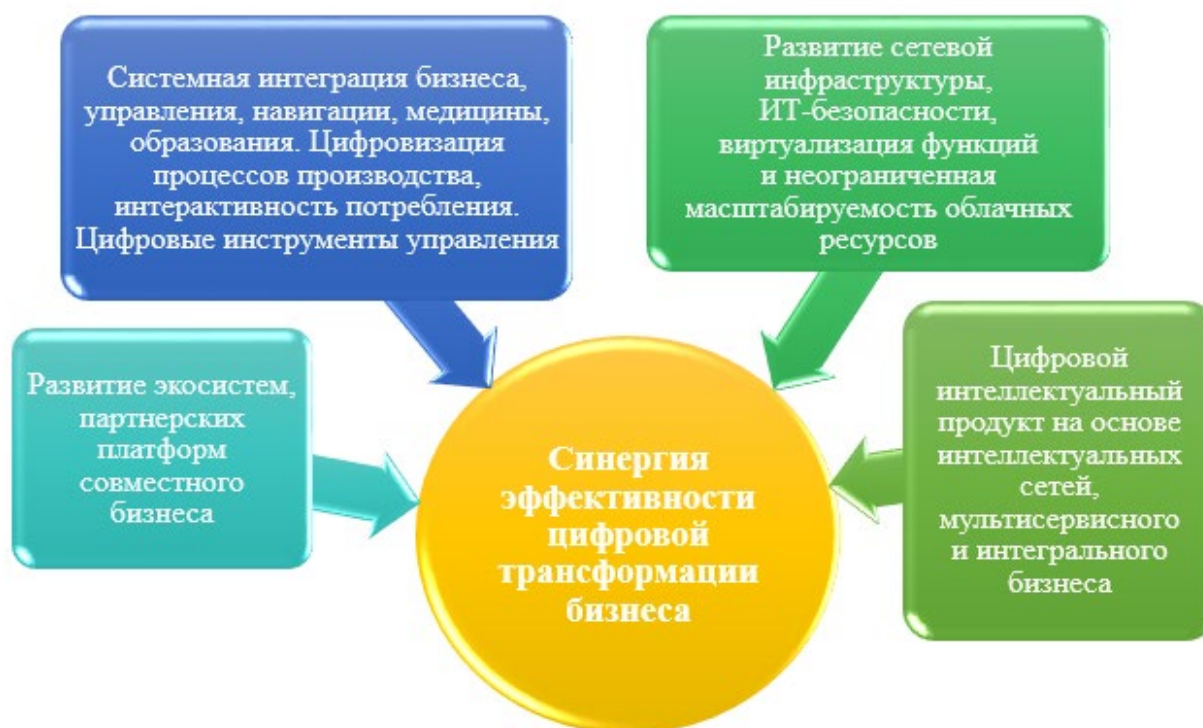 Системная интеграция бизнеса,
управления, навигации, медицины,
образования. Цифровизация
процессов производства,
интерактивность потребления.
Цифровые инструменты управления
Развитие сетевой
инфраструктуры,
ИТ-безопасности,
виртуализация функций
и неограниченная
масштабируемость облачных
ресурсов
Развитие экосистем,
партнерских
платформ
совместного
бизнеса
Синергия
эффективности
цифровой
трансформации
бизнеса
Цифровой
интеллектуальный
продукт на основе
интеллектуальных
сетей,
мультисервисного
и интегрального
бизнеса